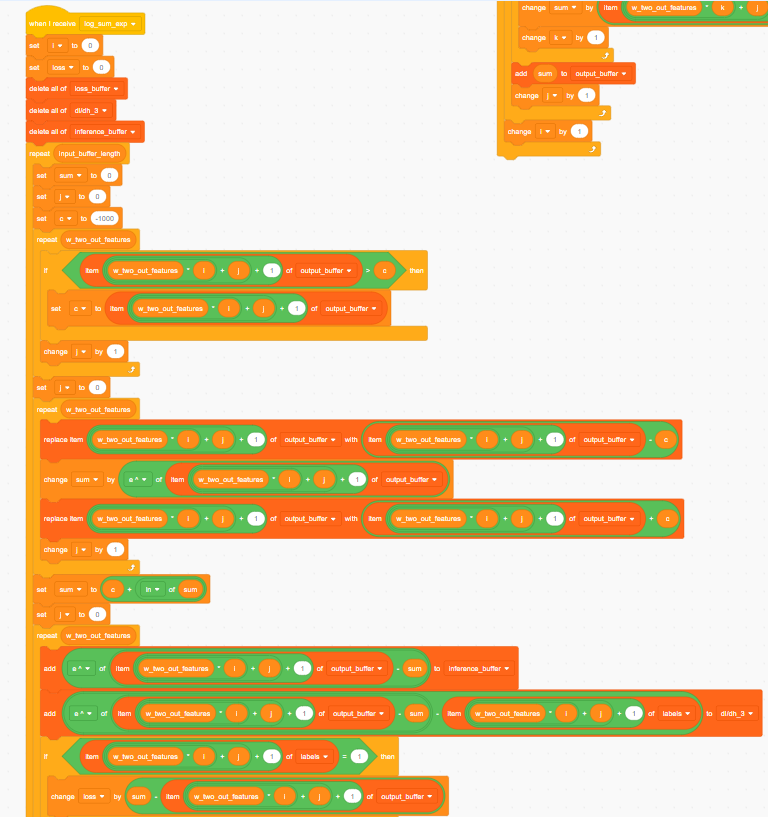 when I receive log_sum_exp
set i to 0
set loss to 0
delete all of loss_buffer
delete all of dl/dh_3
delete all of inference_buffer
repeat input_buffer_length
set sum to 0
set j to 0
set c to -1000
repeat w_two_out_features
if item w_two_out_features * i + j + 1 of output_buffer > c then
set c to item w_two_out_features * i + j + 1 of output_buffer
change j by 1
set j to 0
repeat w_two_out_features
replace item w_two_out_features * i + j + 1 of output_buffer with item w_two_out_features * i + j + 1 of output_buffer - c
change sum by e ^ of item w_two_out_features * i + j + 1 of output_buffer
replace item w_two_out_features * i + j + 1 of output_buffer with item w_two_out_features * i + j + 1 of output_buffer + c
change j by 1
set sum to c + ln of sum
set j to 0
repeat w_two_out_features
add e ^ of item w_two_out_features * i + j + 1 of output_buffer - sum to inference_buffer
add e ^ of item w_two_out_features * i + j + 1 of output_buffer - sum - item w_two_out_features * i + j + 1 of labels to dl/dh_3
if item w_two_out_features * i + j + 1 of labels = 1 then
change loss by sum - item w_two_out_features * i + j + 1 of output_buffer
change sum by item w_two_out_features * k + j
change k by 1
add sum to output_buffer
change j by 1
change i by 1